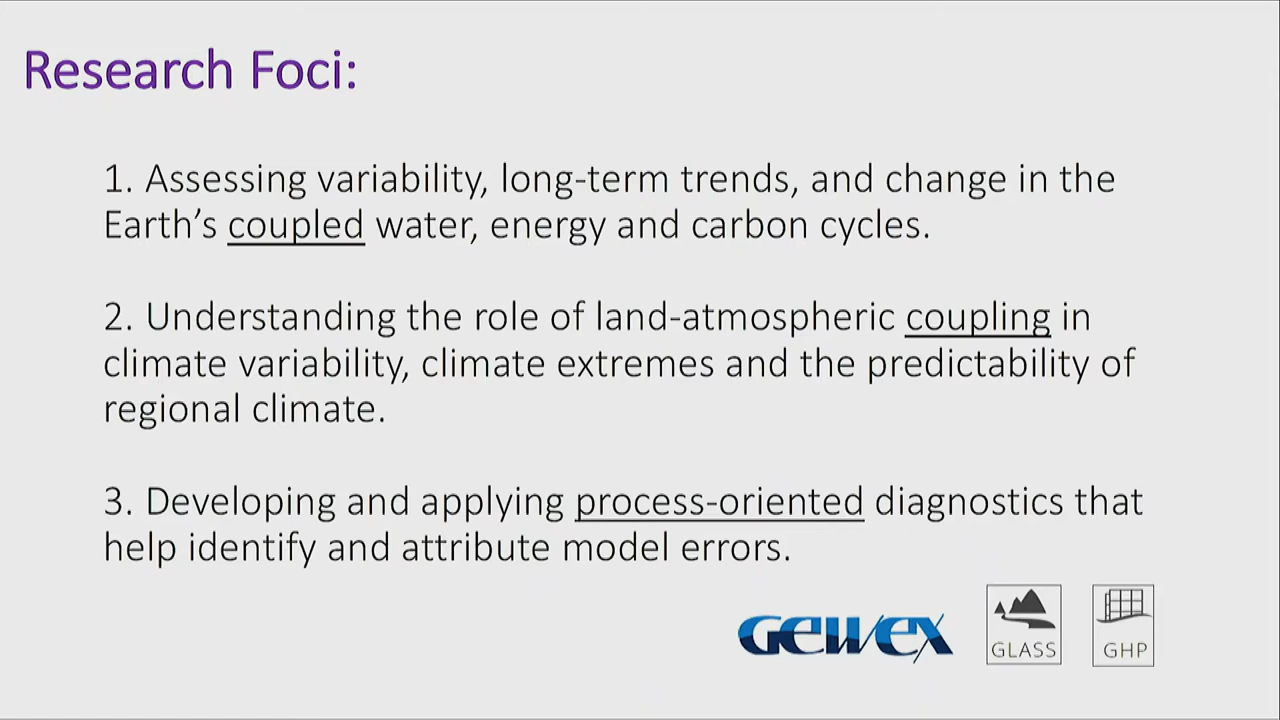 Research Foci:
1. Assessing variability, long-term trends, and change in the
Earth’s coupled water, energy and carbon cycles.
2. Understanding the role of land-atmospheric coupling in
climate variability, climate extremes and the predictability of
regional climate.
3. Developing and applying process-oriented diagnostics that
help identify and attribute model errors.
GEWEX
GLASS
GHP